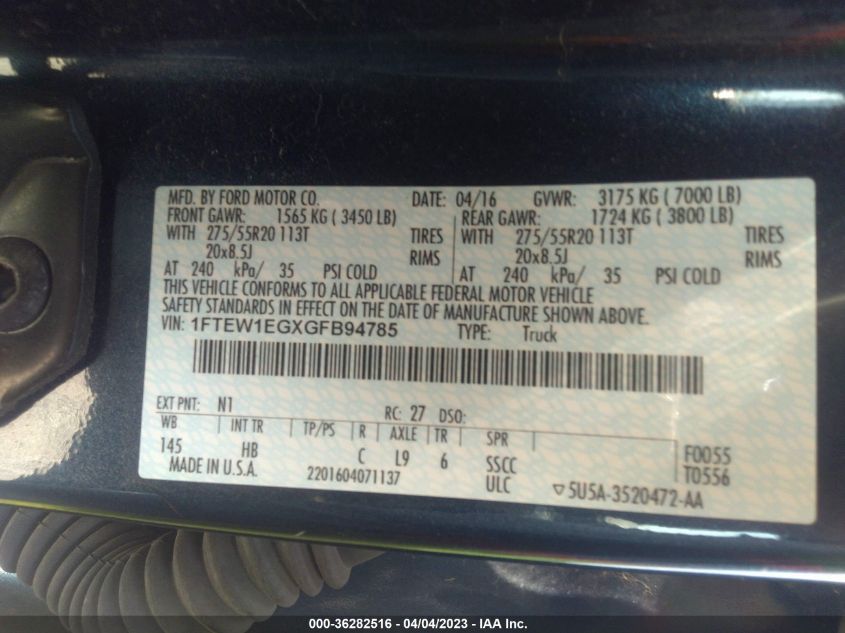 MFD. BY FORD MOTOR CO. DATE: 04/16 GVWR: 3175 KG ( 7000 LB)
FRONT GAWR: 1565 KG ( 3450 LB) REAR GAWR: 1724 KG ( 3800 LB)
WITH 275/55R20 113T TIRES WITH 275/55R20 113T TIRES
20x8.5J RIMS 20x8.5J RIMS
AT 240 kPa/ 35 PSI COLD AT 240 kPa/ 35 PSI COLD
THIS VEHICLE CONFORMS TO ALL APPLICABLE FEDERAL MOTOR VEHICLE
SAFETY STANDARDS IN EFFECT ON THE DATE OF MANUFACTURE SHOWN ABOVE.
VIN: 1FTEW1EGXGFB94785 TYPE: Truck
EXT PNT: N1 RC: 27 DSO:
WB INT TR TP/PS R AXLE TR SPR
145 HB C L9 6 SSCC F0055
MADE IN U.S.A. 2201604071137 ULC T0556
▽5U5A-3520472-AA
000-36282516 - 04/04/2023 - IAA Inc.